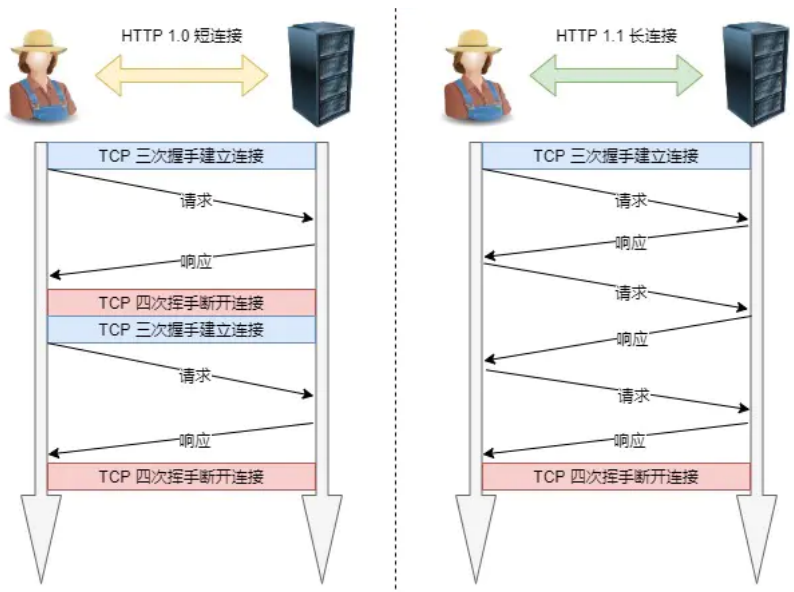 HTTP 1.0 短连接
TCP 三次握手建立连接
请求
响应
TCP 四次挥手断开连接
TCP 三次握手建立连接
请求
响应
TCP 四次挥手断开连接
HTTP 1.1 长连接
TCP 三次握手建立连接
请求
响应
请求
响应
请求
响应
TCP 四次挥手断开连接